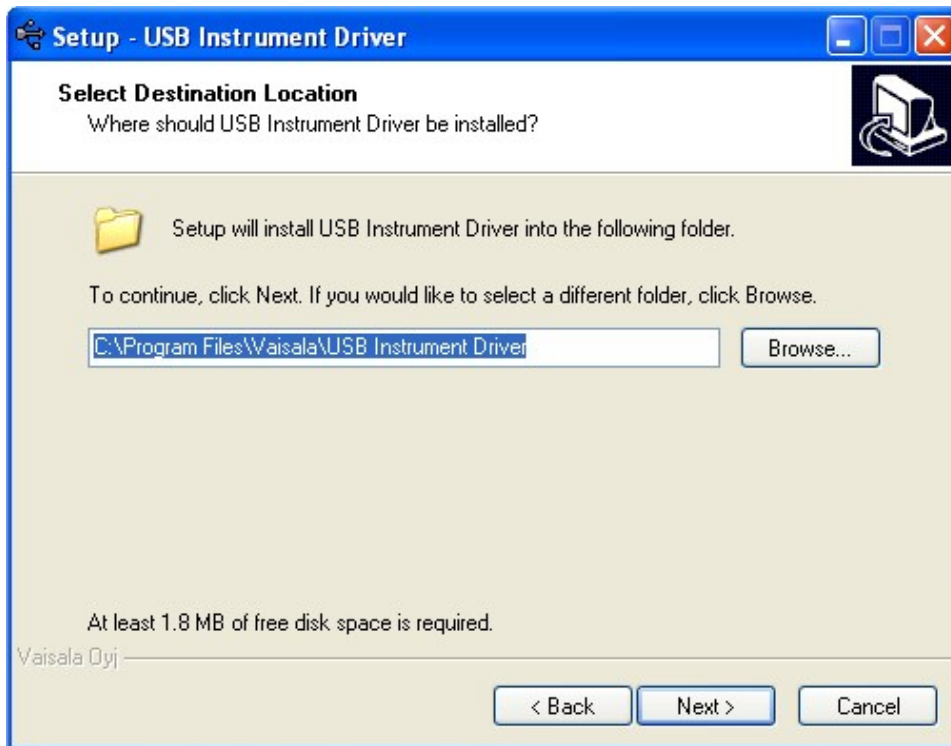 Setup - USB Instrument Driver
Select Destination Location
Where should USB Instrument Driver be installed?
Setup will install USB Instrument Driver into the following folder.
To continue, click Next. If you would like to select a different folder, click Browse.
C:\Program Files\Vaisala\USB Instrument Driver
Browse...
At least 1.8 MB of free disk space is required.
Vaisala Oyj
< Back
Next >
Cancel